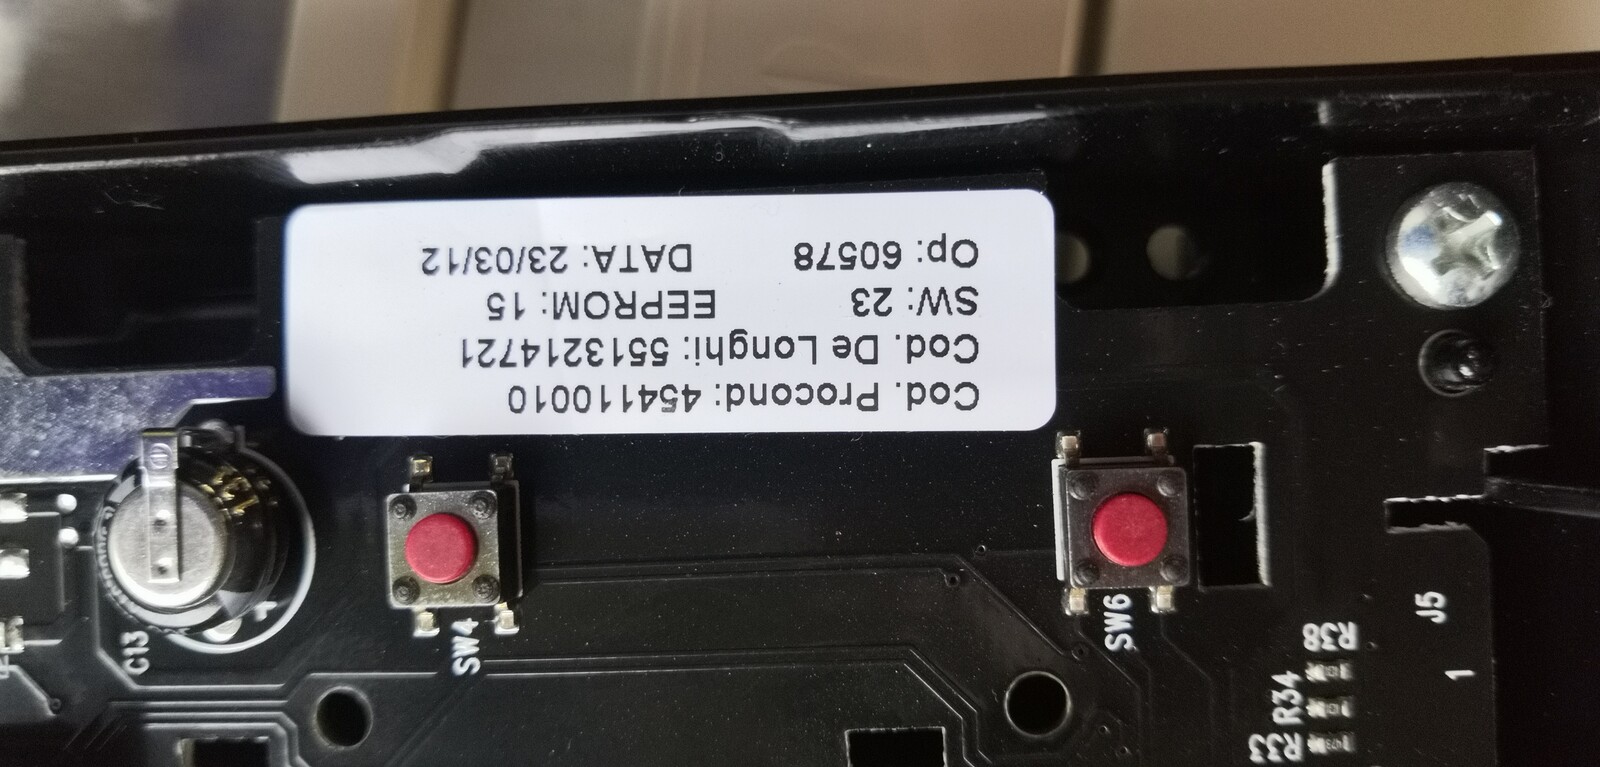 Cod. Procond: 454110010
Cod. De Longhi: 5513214721
SW: 23 EEPROM: 15
Op: 60578 DATA: 23/03/12
C13
SW4
SW6
J5
1
R38
R34
R33